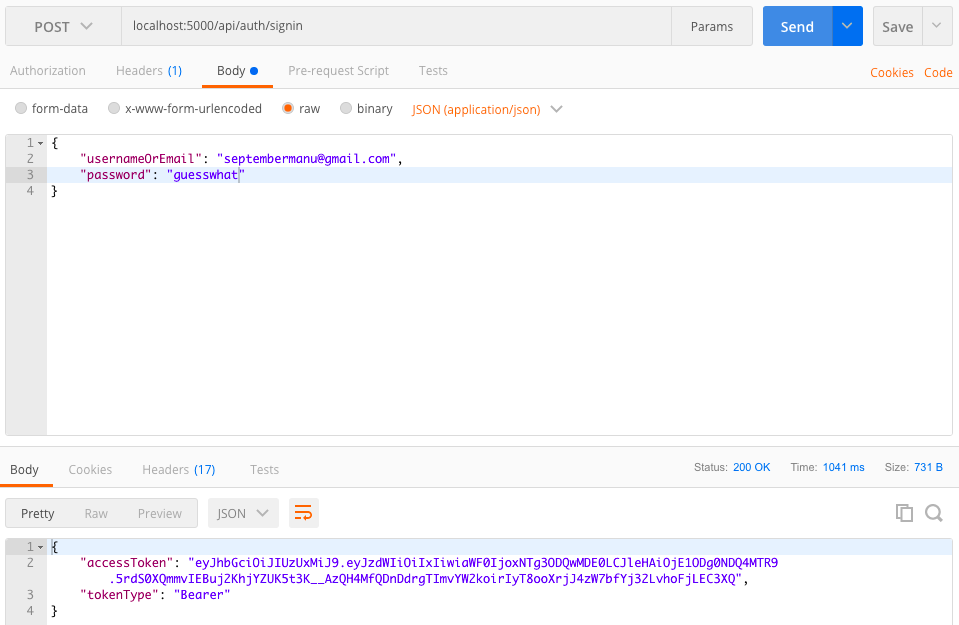 POST localhost:5000/api/auth/signin Params Send Save
Authorization Headers (1) Body Pre-request Script Tests Cookies Code
form-data x-www-form-urlencoded raw binary JSON (application/json)
1 {
2 "usernameOrEmail": "septembermanu@gmail.com",
3 "password": "guesswhat"
4 }
Body Cookies Headers (17) Tests Status: 200 OK Time: 1041 ms Size: 731 B
Pretty Raw Preview JSON
1 {
2 "accessToken": "eyJhbGciOiJIUzUxMiJ9.eyJzdWIiOiIxIiwiaWF0IjoxNTg3ODQwMDE0LCJleHAiOjE1ODg0NDQ4MTR9
.5rdS0XQmmvIEBuj2KhjYZUK5t3K__AzQH4MfQDnDdrgTImvYW2koirIyT8ooXrjJ4zW7bfYj32LvhoFjLEC3XQ",
3 "tokenType": "Bearer"
4 }